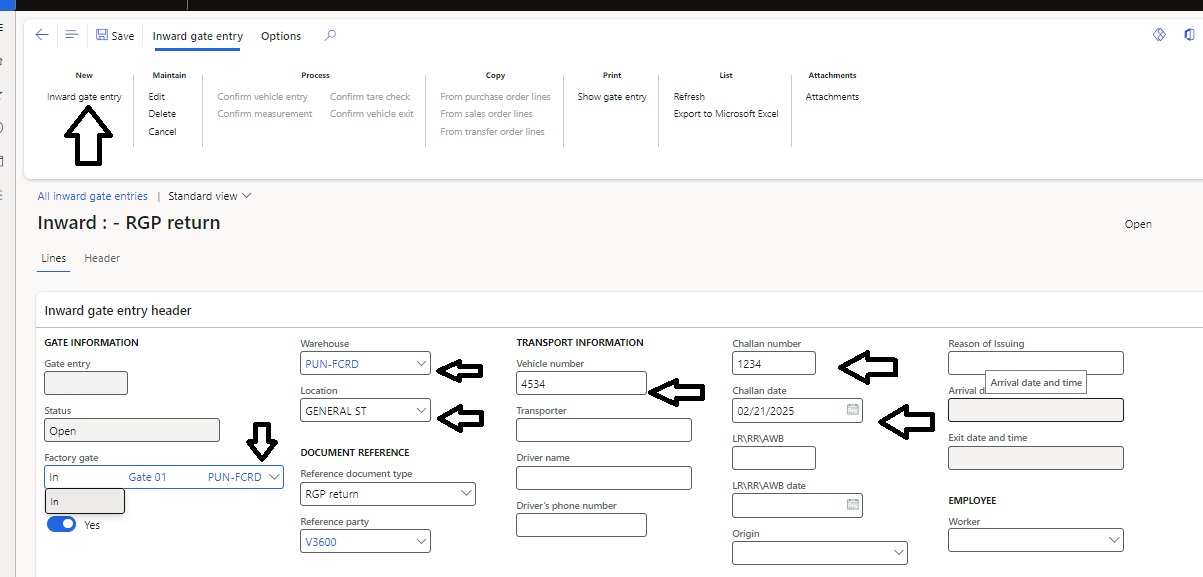 Save
Inward gate entry
Options
New
Inward gate entry
Maintain
Edit
Delete
Cancel
Process
Confirm vehicle entry
Confirm tare check
Confirm measurement
Confirm vehicle exit
Copy
From purchase order lines
From sales order lines
From transfer order lines
Print
Show gate entry
List
Refresh
Export to Microsoft Excel
Attachments
Attachments
All inward gate entries | Standard view
Inward : - RGP return
Open
Lines
Header
Inward gate entry header
GATE INFORMATION
Gate entry
Status
Open
Factory gate
In Gate 01 PUN-FCRD
In
Yes
Warehouse
PUN-FCRD
Location
GENERAL ST
DOCUMENT REFERENCE
Reference document type
RGP return
Reference party
V3600
TRANSPORT INFORMATION
Vehicle number
4534
Transporter
Driver name
Driver's phone number
Challan number
1234
Challan date
02/21/2025
LR\RR\AWB
LR\RR\AWB date
Origin
Reason of Issuing
Arrival date and time
Arrival d
Exit date and time
EMPLOYEE
Worker